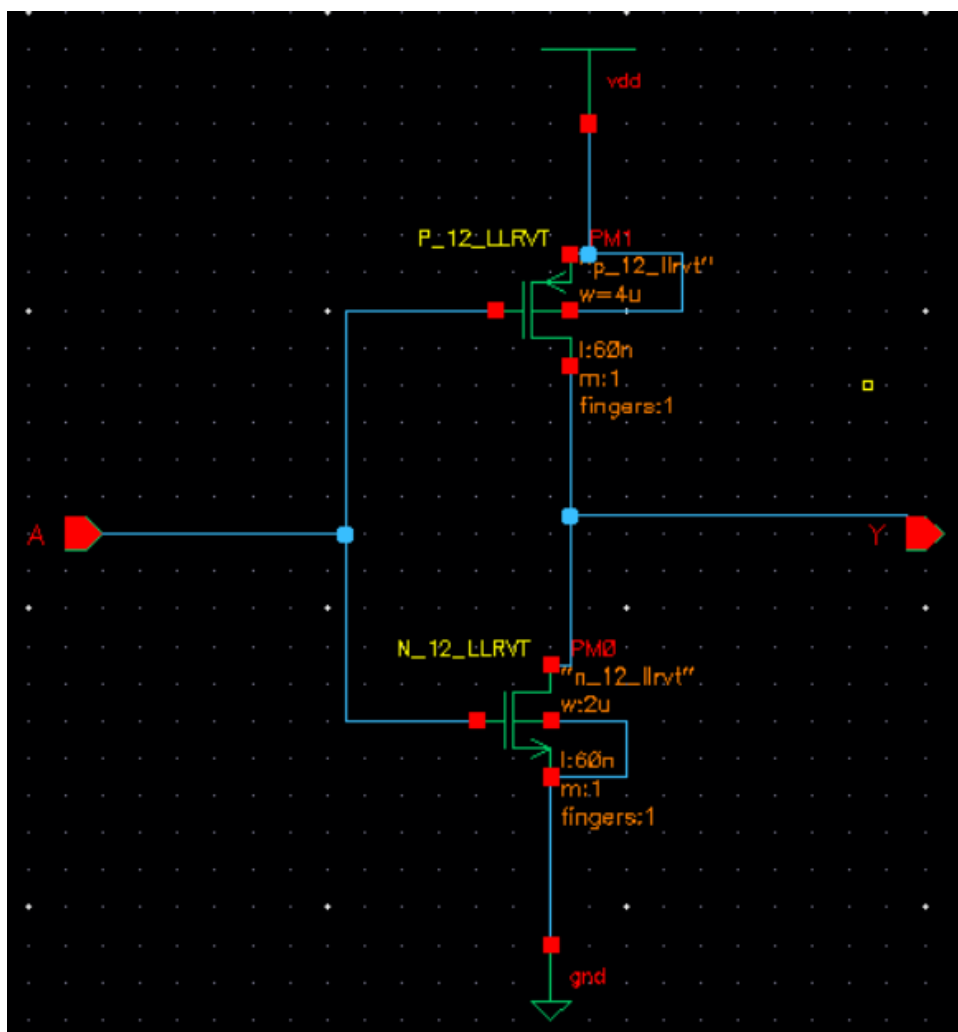 vdd
P_12_LLRVT
PM1
"p_12_llrvt"
w=4u
l:60n
m:1
fingers:1
A
Y
N_12_LLRVT
PM0
"n_12_llrvt"
w:2u
l:60n
m:1
fingers:1
gnd